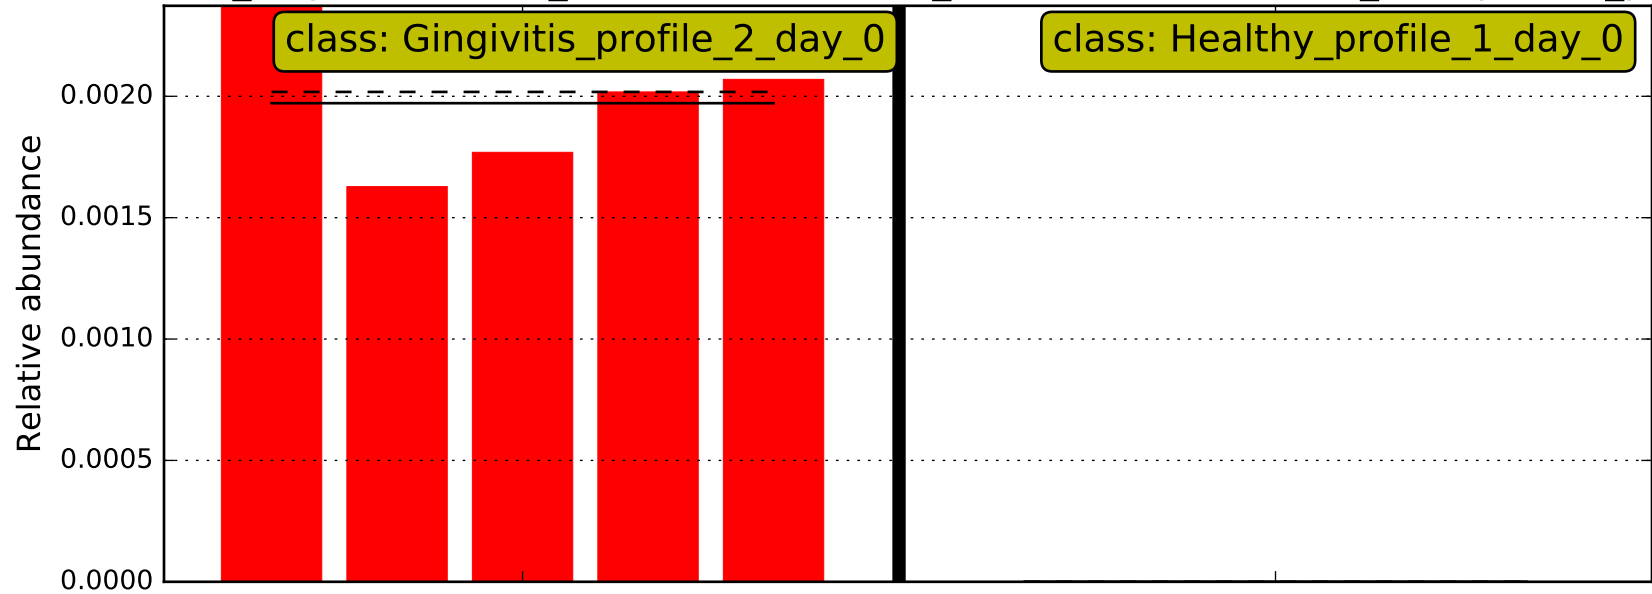 class: Gingivitis_profile_2_day_0
class: Healthy_profile_1_day_0
Relative abundance
0.0020
0.0015
0.0010
0.0005
0.0000